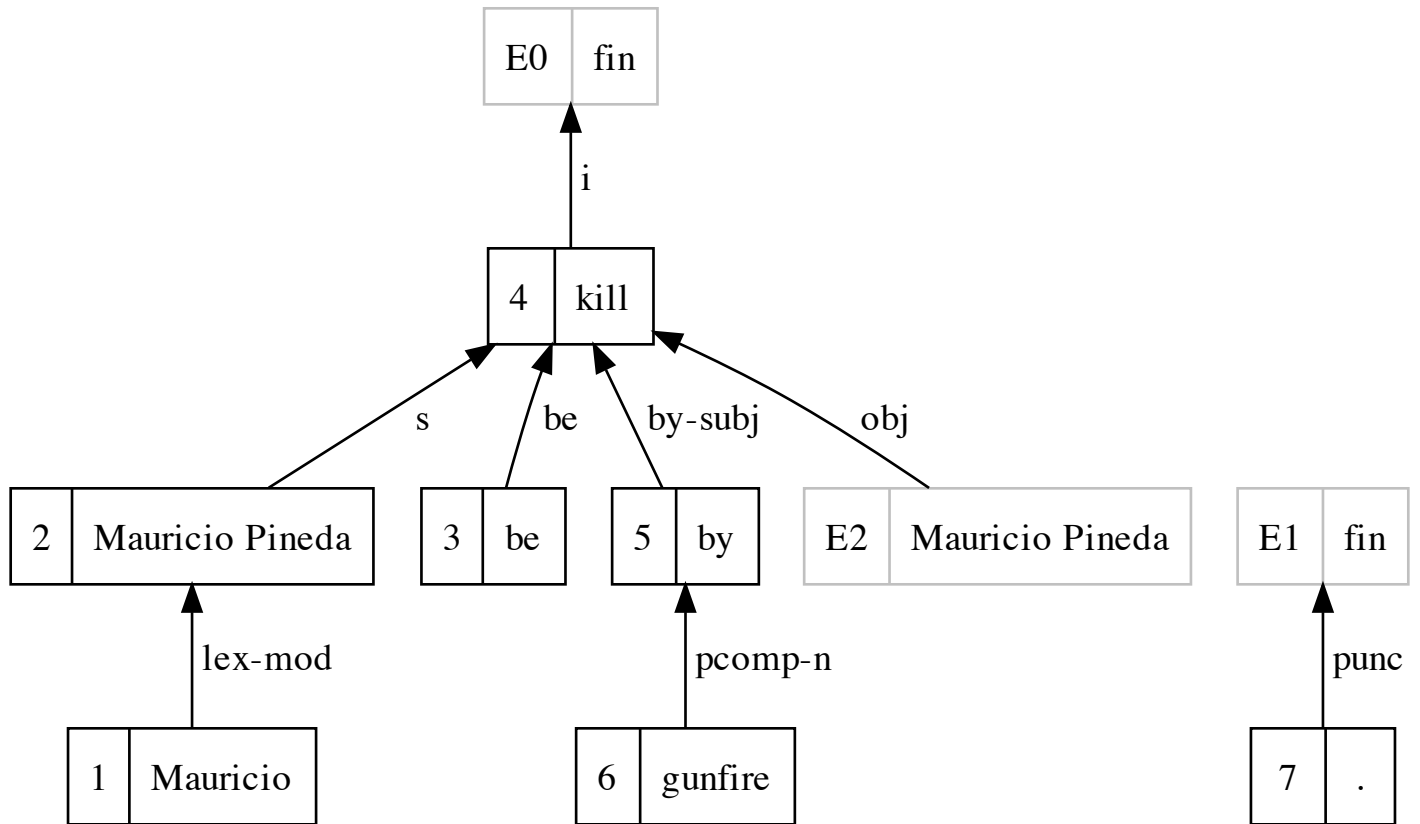 E0 fin
i
4 kill
s be by-subj obj
2 Mauricio Pineda 3 be 5 by E2 Mauricio Pineda E1 fin
lex-mod pcomp-n punc
1 Mauricio 6 gunfire 7 .